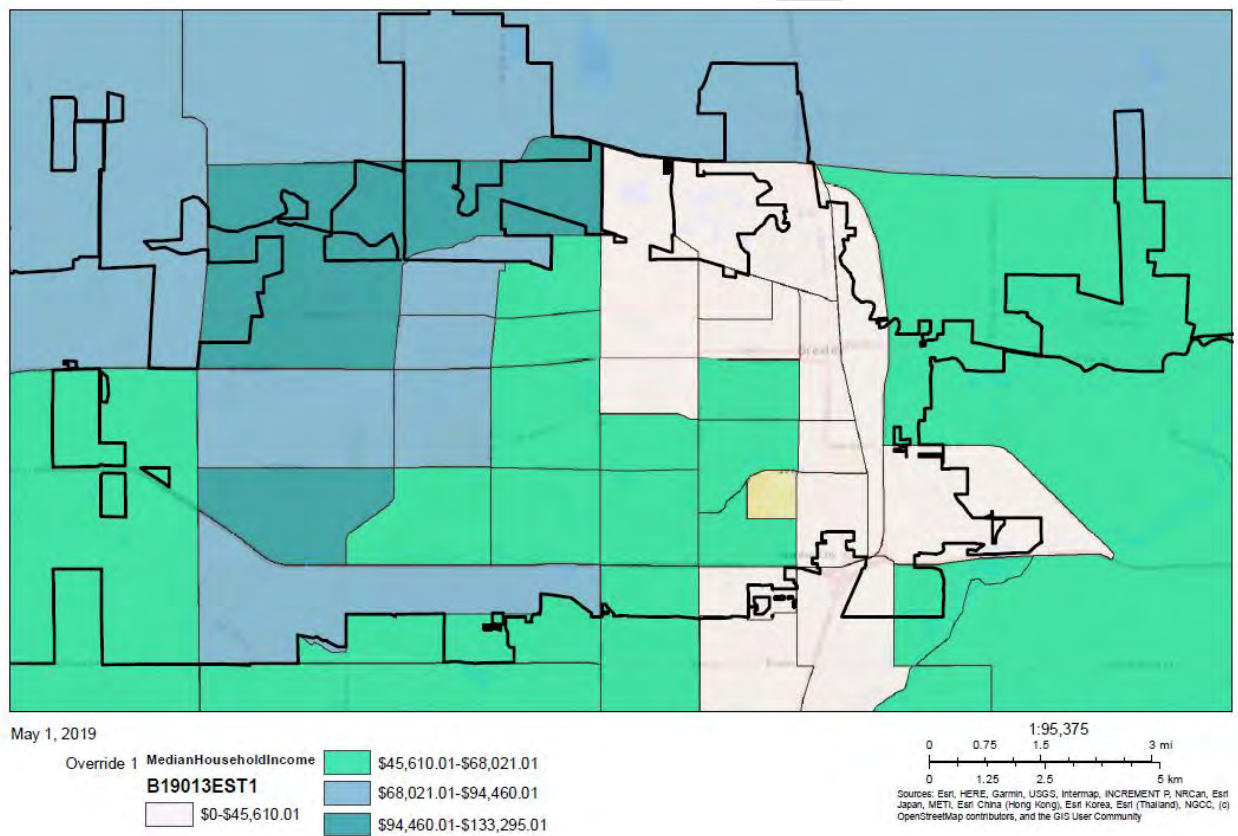 May 1, 2019
Override 1 MedianHouseholdIncome
B19013EST1
$0-$45,610.01
$45,610.01-$68,021.01
$68,021.01-$94,460.01
$94,460.01-$133,295.01
1:95,375
0 0.75 1.5 3 mi
0 1.25 2.5 5 km
Sources: Esri, HERE, Garmin, USGS, Intermap, INCREMENT P, NRCan, Esri
Japan, METI, Esri China (Hong Kong), Esri Korea, Esri (Thailand), NGCC, (c)
OpenStreetMap contributors, and the GIS User Community